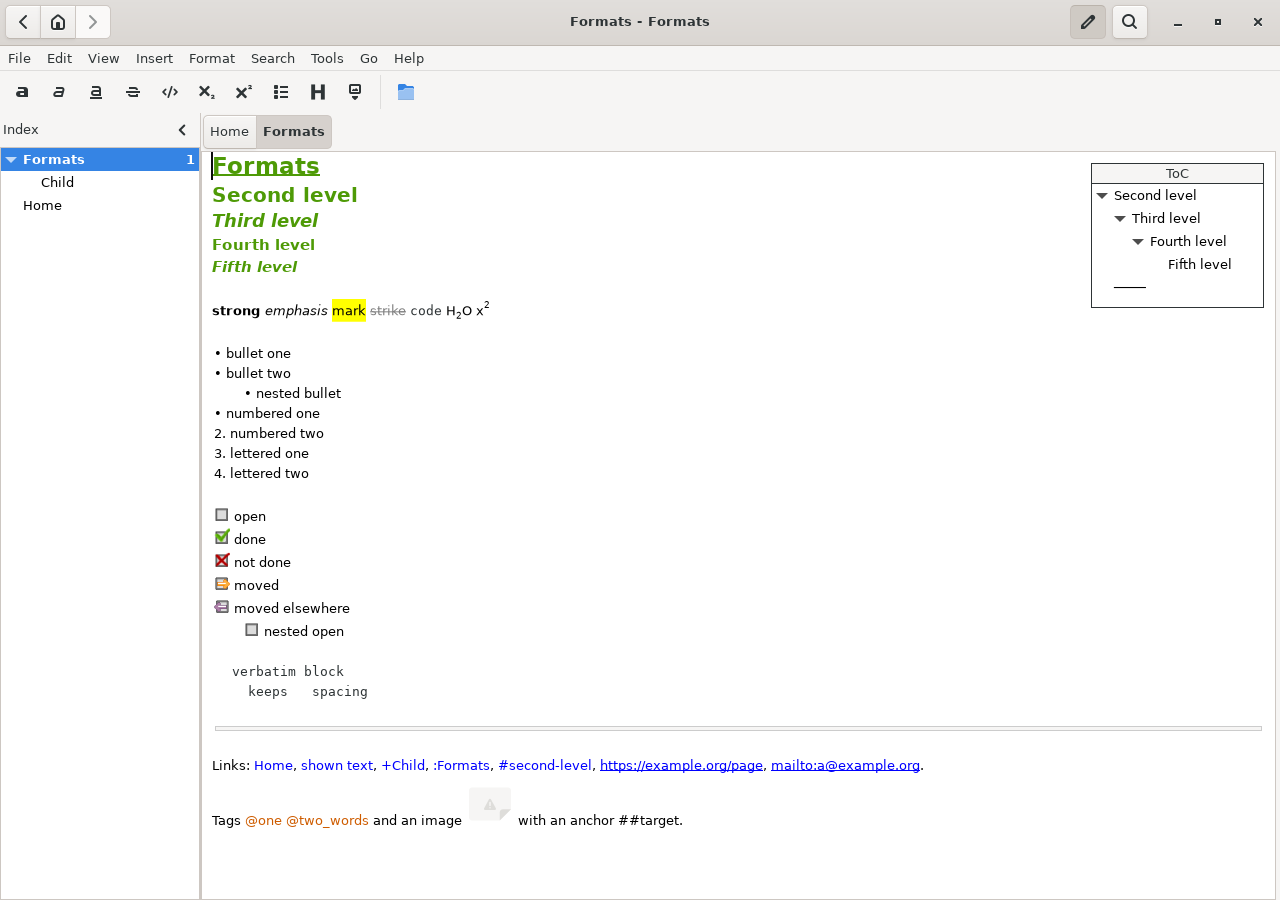 Formats - Formats
File Edit View Insert Format Search Tools Go Help
a a a S </> X₂ X² H
Index
Home Formats
Formats 1
Child
Home
Formats
Second level
Third level
Fourth level
Fifth level
ToC
Second level
Third level
Fourth level
Fifth level
strong emphasis mark strike code H₂O x²
• bullet one
• bullet two
• nested bullet
• numbered one
2. numbered two
3. lettered one
4. lettered two
open
done
not done
moved
moved elsewhere
nested open
verbatim block
keeps   spacing
Links: Home, shown text, +Child, :Formats, #second-level, https://example.org/page, mailto:a@example.org.
Tags @one @two_words and an image with an anchor ##target.